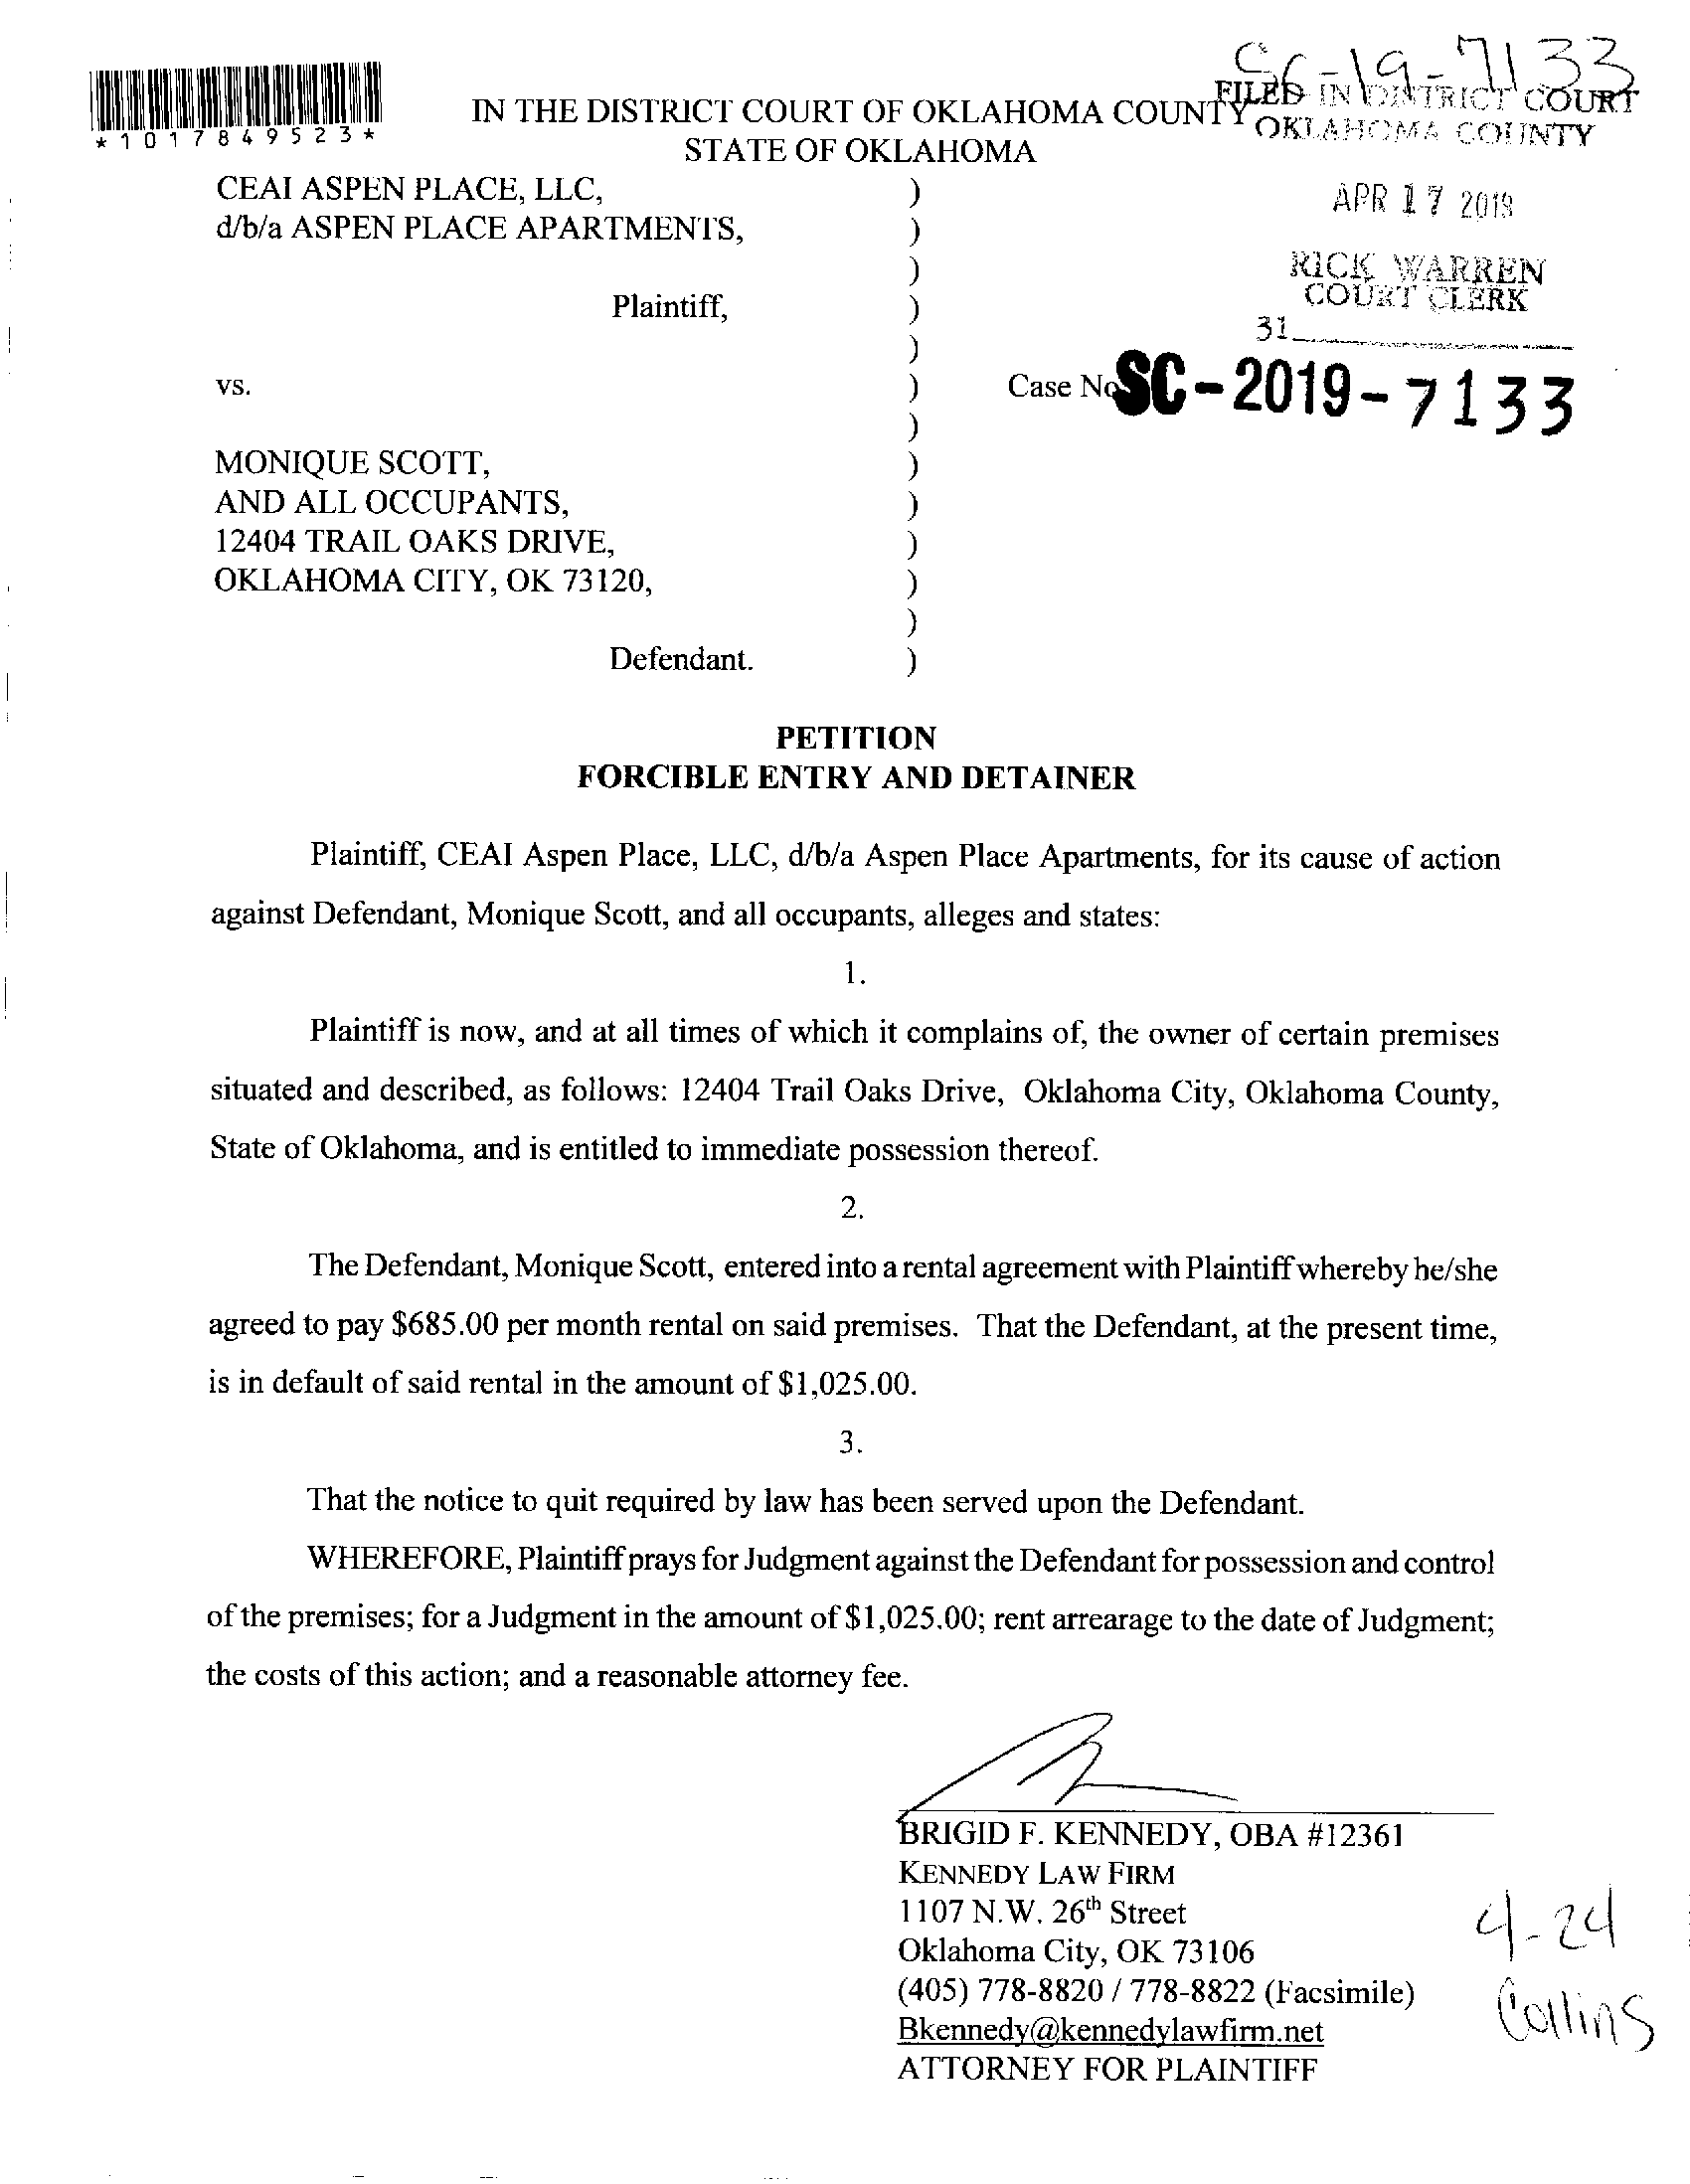 SC-19-7133
*1017849523*
IN THE DISTRICT COURT OF OKLAHOMA COUNTY
STATE OF OKLAHOMA
FILED IN DISTRICT COURT
OKLAHOMA COUNTY
APR 17 2019
RICK WARREN
COURT CLERK
31
CEAI ASPEN PLACE, LLC, )
d/b/a ASPEN PLACE APARTMENTS, )
)
Plaintiff, )
)
vs. ) Case No. SC-2019-7133
)
MONIQUE SCOTT, )
AND ALL OCCUPANTS, )
12404 TRAIL OAKS DRIVE, )
OKLAHOMA CITY, OK 73120, )
)
Defendant. )
PETITION
FORCIBLE ENTRY AND DETAINER
Plaintiff, CEAI Aspen Place, LLC, d/b/a Aspen Place Apartments, for its cause of action
against Defendant, Monique Scott, and all occupants, alleges and states:
1.
Plaintiff is now, and at all times of which it complains of, the owner of certain premises
situated and described, as follows: 12404 Trail Oaks Drive, Oklahoma City, Oklahoma County,
State of Oklahoma, and is entitled to immediate possession thereof.
2.
The Defendant, Monique Scott, entered into a rental agreement with Plaintiff whereby he/she
agreed to pay $685.00 per month rental on said premises. That the Defendant, at the present time,
is in default of said rental in the amount of $1,025.00.
3.
That the notice to quit required by law has been served upon the Defendant.
WHEREFORE, Plaintiff prays for Judgment against the Defendant for possession and control
of the premises; for a Judgment in the amount of $1,025.00; rent arrearage to the date of Judgment;
the costs of this action; and a reasonable attorney fee.
BRIGID F. KENNEDY, OBA #12361
KENNEDY LAW FIRM
1107 N.W. 26th Street
Oklahoma City, OK 73106
(405) 778-8820 / 778-8822 (Facsimile)
Bkennedy@kennedylawfirm.net
ATTORNEY FOR PLAINTIFF
4-24
Collins